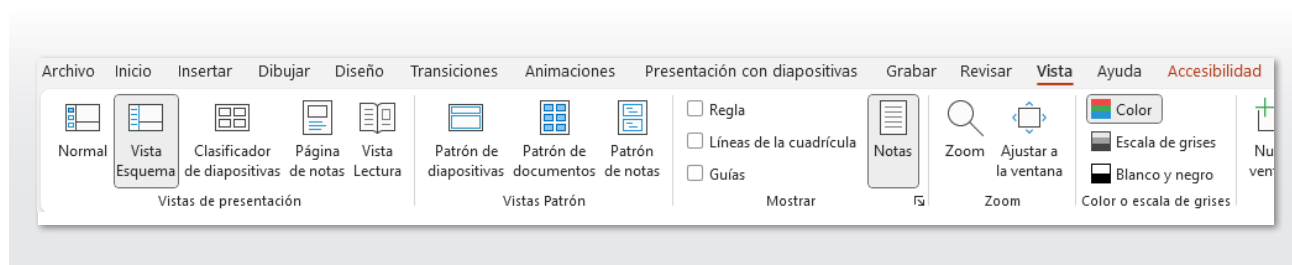 Archivo Inicio Insertar Dibujar Diseño Transiciones Animaciones Presentación con diapositivas Grabar Revisar Vista Ayuda Accesibilidad
Normal
Vista
Esquema
Clasificador
de diapositivas
Página
de notas
Vista
Lectura
Vistas de presentación
Patrón de
diapositivas
Patrón de
documentos
Patrón
de notas
Vistas Patrón
Regla
Líneas de la cuadrícula
Guías
Notas
Mostrar
Zoom
Ajustar a
la ventana
Zoom
Color
Escala de grises
Blanco y negro
Color o escala de grises